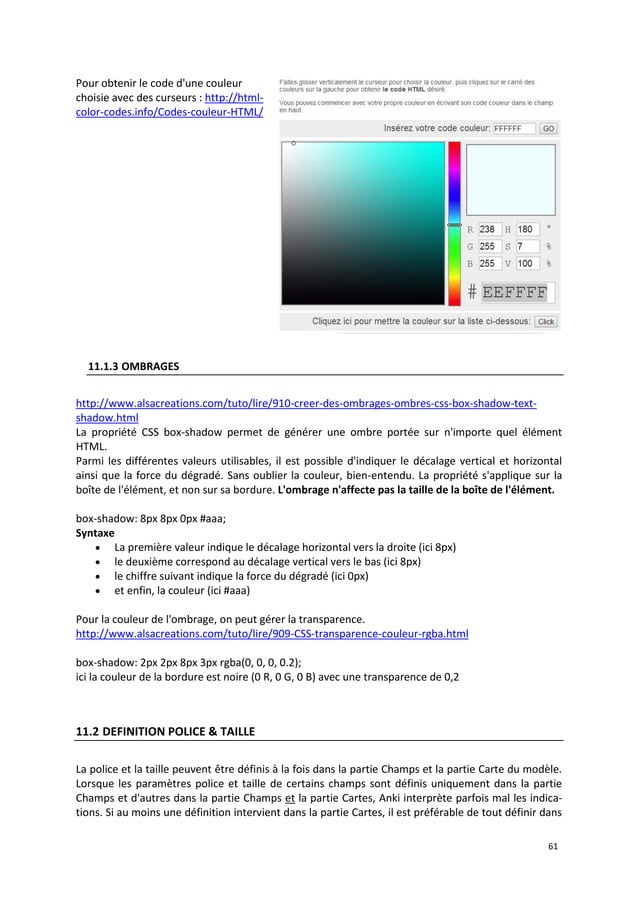 Pour obtenir le code d'une couleur
choisie avec des curseurs : http://html-
color-codes.info/Codes-couleur-HTML/
Faites glisser verticalement le curseur pour choisir la couleur, puis cliquez sur le carré des
couleurs sur la gauche pour obtenir le code HTML désiré.
Vous pouvez commencer avec votre propre couleur en écrivant son code couleur dans le champ
en haut.
Insérez votre code couleur: FFFFFF GO
R 238 H 180 °
G 255 S 7 %
B 255 V 100 %
# EEFFFF
Cliquez ici pour mettre la couleur sur la liste ci-dessous: Click
11.1.3 OMBRAGES
http://www.alsacreations.com/tuto/lire/910-creer-des-ombrages-ombres-css-box-shadow-text-
shadow.html
La propriété CSS box-shadow permet de générer une ombre portée sur n'importe quel élément
HTML.
Parmi les différentes valeurs utilisables, il est possible d'indiquer le décalage vertical et horizontal
ainsi que la force du dégradé. Sans oublier la couleur, bien-entendu. La propriété s'applique sur la
boîte de l'élément, et non sur sa bordure. L'ombrage n'affecte pas la taille de la boîte de l'élément.
box-shadow: 8px 8px 0px #aaa;
Syntaxe
• La première valeur indique le décalage horizontal vers la droite (ici 8px)
• le deuxième correspond au décalage vertical vers le bas (ici 8px)
• le chiffre suivant indique la force du dégradé (ici 0px)
• et enfin, la couleur (ici #aaa)
Pour la couleur de l'ombrage, on peut gérer la transparence.
http://www.alsacreations.com/tuto/lire/909-CSS-transparence-couleur-rgba.html
box-shadow: 2px 2px 8px 3px rgba(0, 0, 0, 0.2);
ici la couleur de la bordure est noire (0 R, 0 G, 0 B) avec une transparence de 0,2
11.2 DEFINITION POLICE & TAILLE
La police et la taille peuvent être définis à la fois dans la partie Champs et la partie Carte du modèle.
Lorsque les paramètres police et taille de certains champs sont définis uniquement dans la partie
Champs et d'autres dans la partie Champs et la partie Cartes, Anki interprète parfois mal les indica-
tions. Si au moins une définition intervient dans la partie Cartes, il est préférable de tout définir dans
61